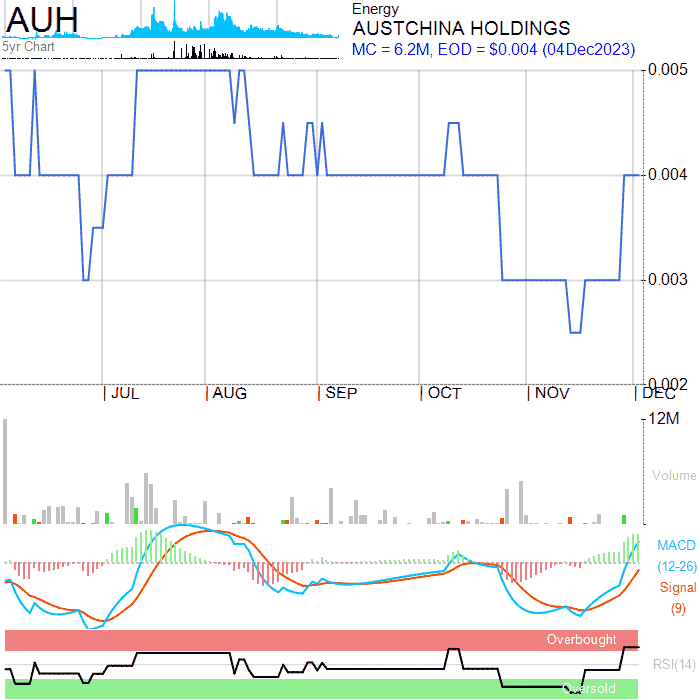 AUH
5yr Chart
Energy
AUSTCHINA HOLDINGS
MC = 6.2M, EOD = $0.004 (04Dec2023)
0.005
0.004
0.003
0.002
JUL AUG SEP OCT NOV DEC
12M
Volume
MACD
(12-26)
Signal
(9)
Overbought
RSI(14)
Oversold